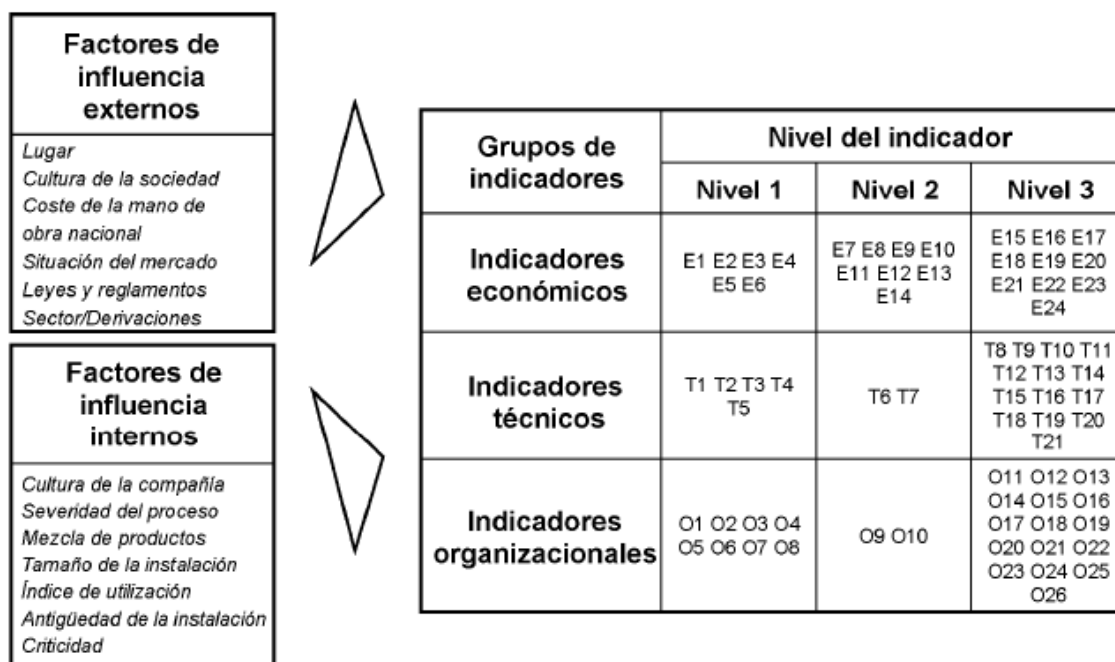 Factores de
influencia
externos
Lugar
Cultura de la sociedad
Coste de la mano de
obra nacional
Situación del mercado
Leyes y reglamentos
Sector/Derivaciones
Factores de
influencia
internos
Cultura de la compañía
Severidad del proceso
Mezcla de productos
Tamaño de la instalación
Índice de utilización
Antigüedad de la instalación
Criticidad
Grupos de
indicadores
Nivel del indicador
Nivel 1
Nivel 2
Nivel 3
Indicadores
económicos
E1 E2 E3 E4
E5 E6
E7 E8 E9 E10
E11 E12 E13
E14
E15 E16 E17
E18 E19 E20
E21 E22 E23
E24
Indicadores
técnicos
T1 T2 T3 T4
T5
T6 T7
T8 T9 T10 T11
T12 T13 T14
T15 T16 T17
T18 T19 T20
T21
Indicadores
organizacionales
O1 O2 O3 O4
O5 O6 O7 O8
O9 O10
O11 O12 O13
O14 O15 O16
O17 O18 O19
O20 O21 O22
O23 O24 O25
O26